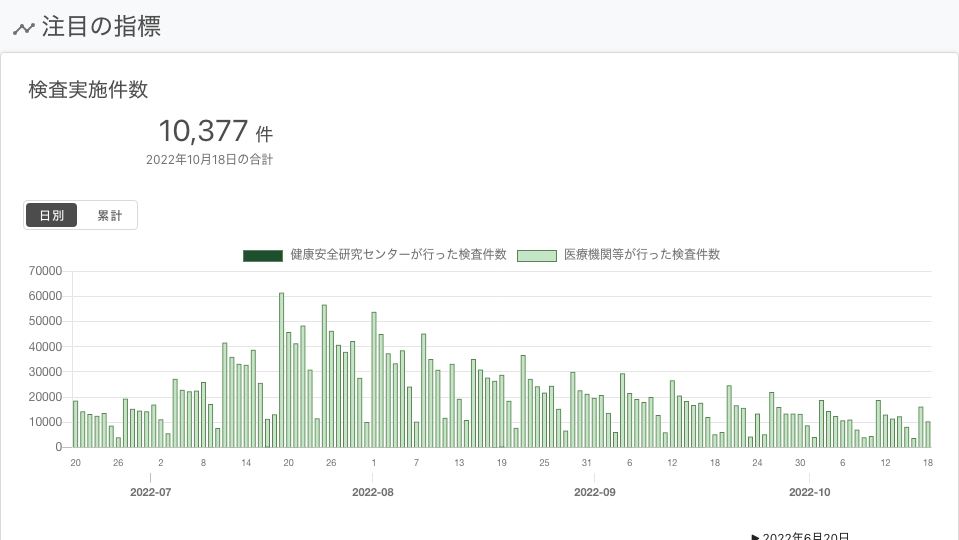 注目の指標
検査実施件数
10,377 件
2022年10月18日の合計
日別 累計
健康安全研究センターが行った検査件数 医療機関等が行った検査件数
70000
60000
50000
40000
30000
20000
10000
0
20 26 2 8 14 20 26 1 7 13 19 25 31 6 12 18 24 30 6 12 18
2022-07 2022-08 2022-09 2022-10
▶ 2022年6月20日